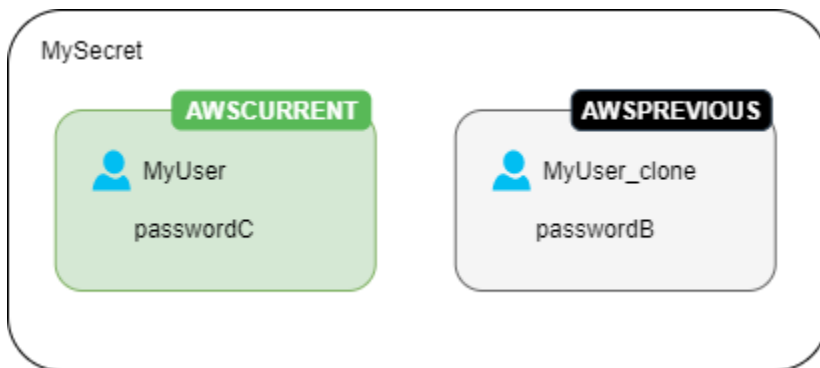 MySecret
AWSCURRENT
MyUser
passwordC
AWSPREVIOUS
MyUser_clone
passwordB